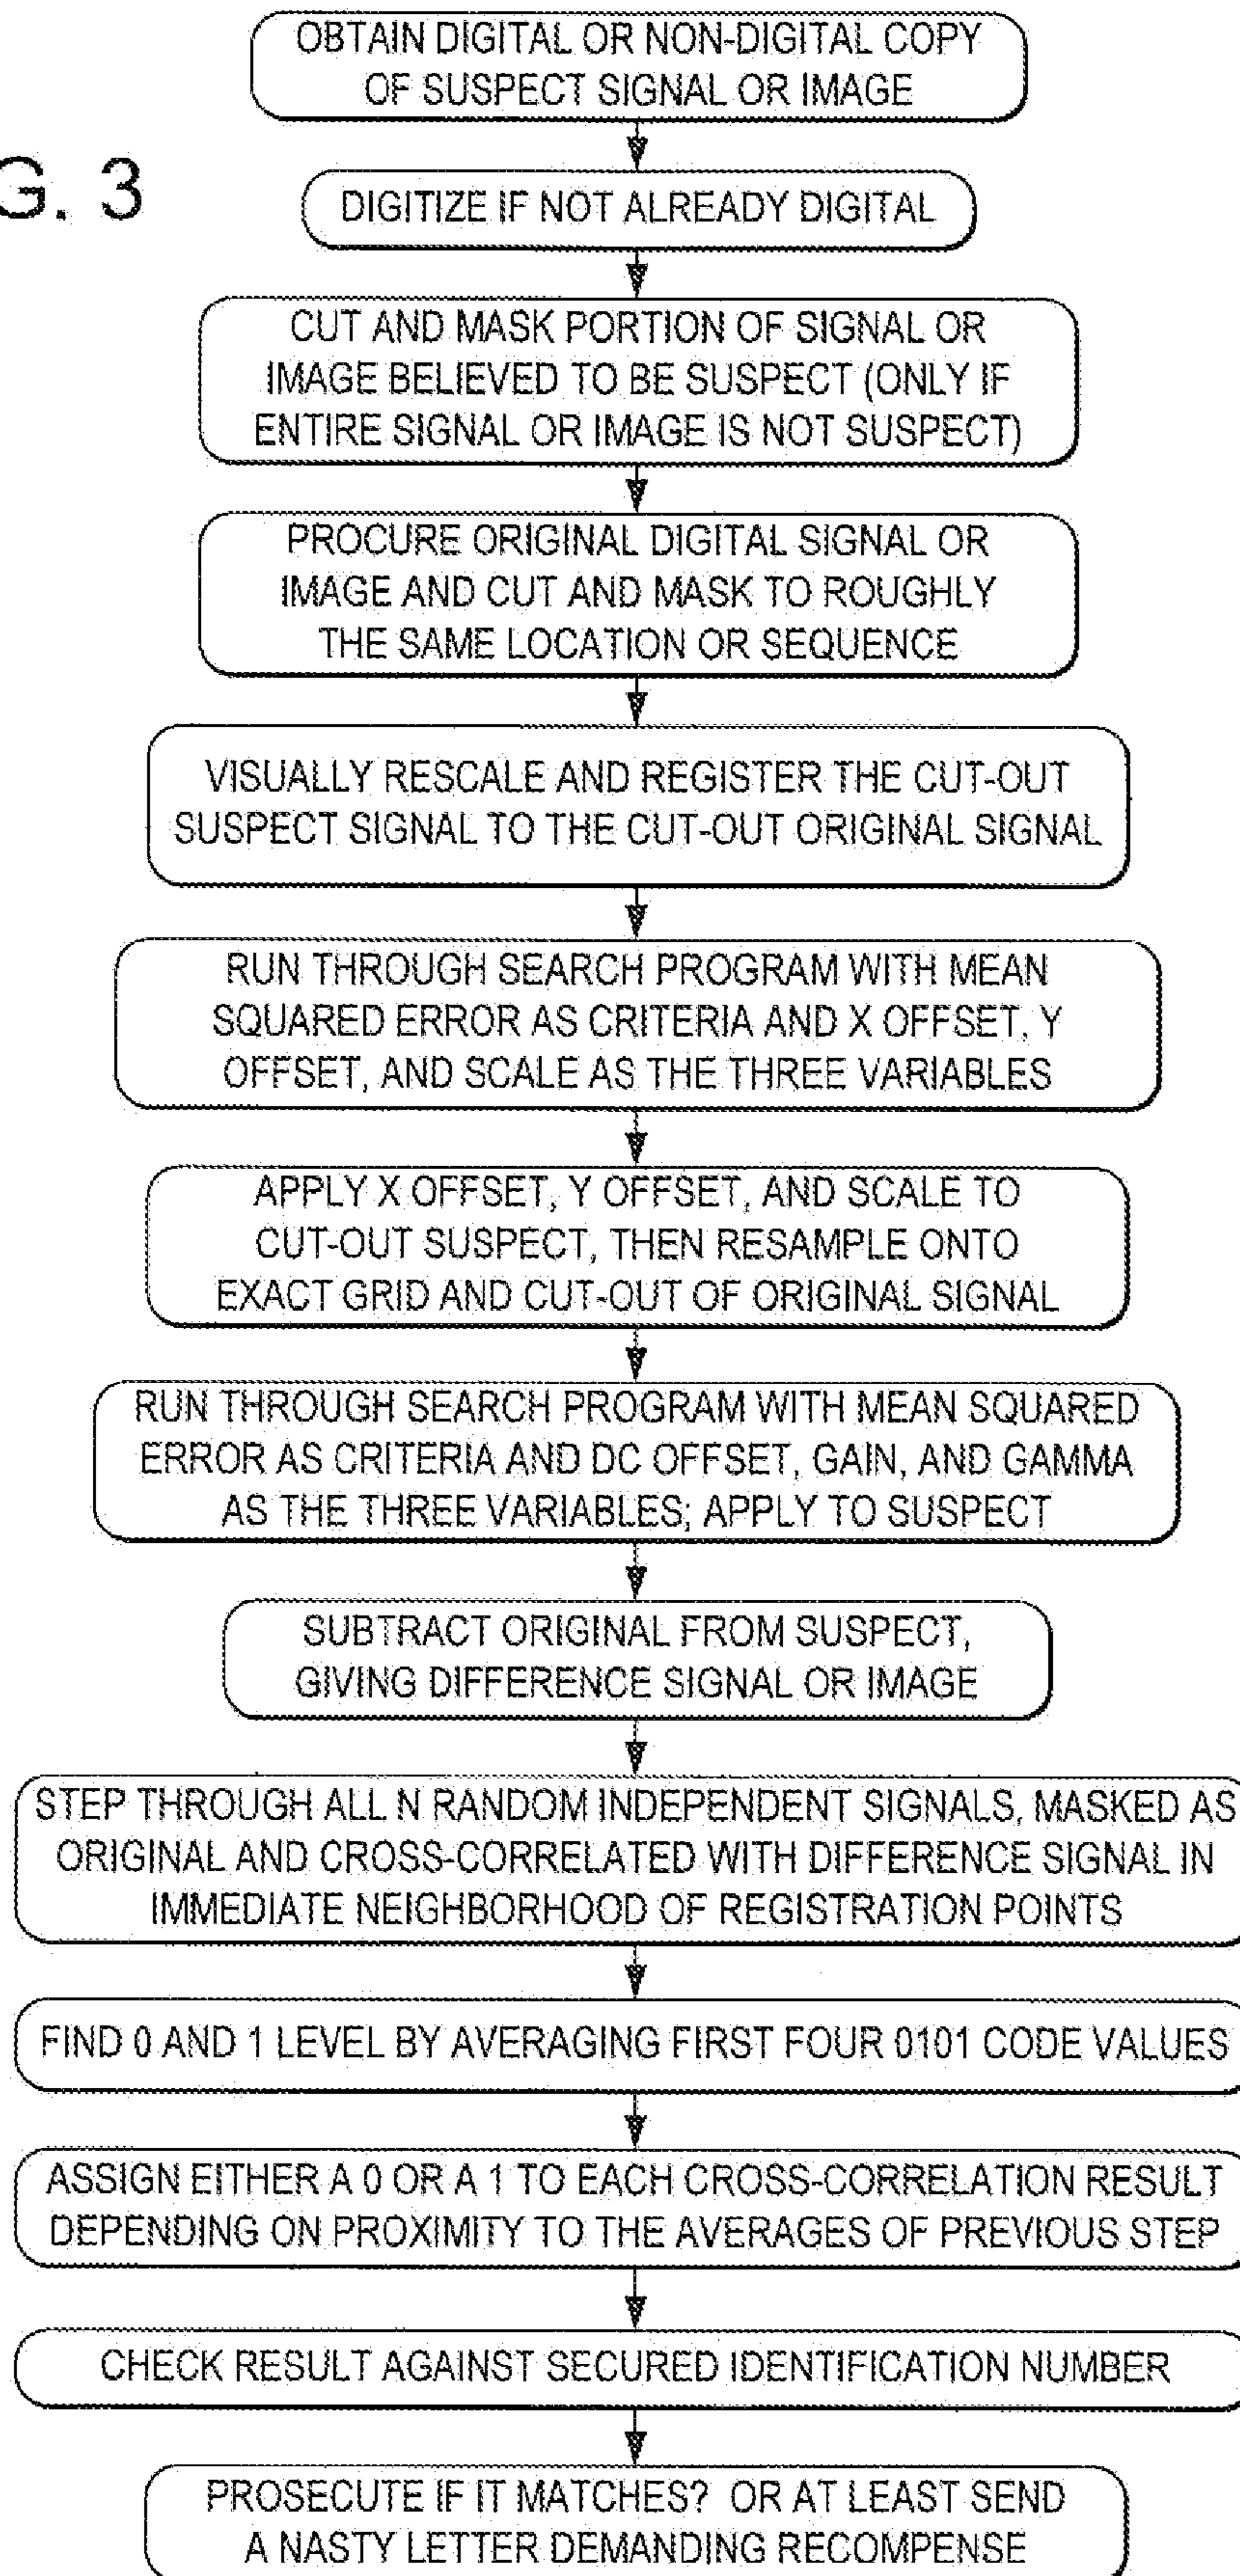 OBTAIN DIGITAL OR NON-DIGITAL COPY
OF SUSPECT SIGNAL OR IMAGE
G. 3
DIGITIZE IF NOT ALREADY DIGITAL
CUT AND MASK PORTION OF SIGNAL OR
IMAGE BELIEVED TO BE SUSPECT (ONLY IF
ENTIRE SIGNAL OR IMAGE IS NOT SUSPECT)
PROCURE ORIGINAL DIGITAL SIGNAL OR
IMAGE AND CUT AND MASK TO ROUGHLY
THE SAME LOCATION OR SEQUENCE
VISUALLY RESCALE AND REGISTER THE CUT-OUT
SUSPECT SIGNAL TO THE CUT-OUT ORIGINAL SIGNAL
RUN THROUGH SEARCH PROGRAM WITH MEAN
SQUARED ERROR AS CRITERIA AND X OFFSET, Y
OFFSET, AND SCALE AS THE THREE VARIABLES
APPLY X OFFSET, Y OFFSET, AND SCALE TO
CUT-OUT SUSPECT, THEN RESAMPLE ONTO
EXACT GRID AND CUT-OUT OF ORIGINAL SIGNAL
RUN THROUGH SEARCH PROGRAM WITH MEAN SQUARED
ERROR AS CRITERIA AND DC OFFSET, GAIN, AND GAMMA
AS THE THREE VARIABLES; APPLY TO SUSPECT
SUBTRACT ORIGINAL FROM SUSPECT,
GIVING DIFFERENCE SIGNAL OR IMAGE
STEP THROUGH ALL N RANDOM INDEPENDENT SIGNALS, MASKED AS
ORIGINAL AND CROSS-CORRELATED WITH DIFFERENCE SIGNAL IN
IMMEDIATE NEIGHBORHOOD OF REGISTRATION POINTS
FIND 0 AND 1 LEVEL BY AVERAGING FIRST FOUR 0101 CODE VALUES
ASSIGN EITHER A 0 OR A 1 TO EACH CROSS-CORRELATION RESULT
DEPENDING ON PROXIMITY TO THE AVERAGES OF PREVIOUS STEP
CHECK RESULT AGAINST SECURED IDENTIFICATION NUMBER
PROSECUTE IF IT MATCHES? OR AT LEAST SEND
A NASTY LETTER DEMANDING RECOMPENSE